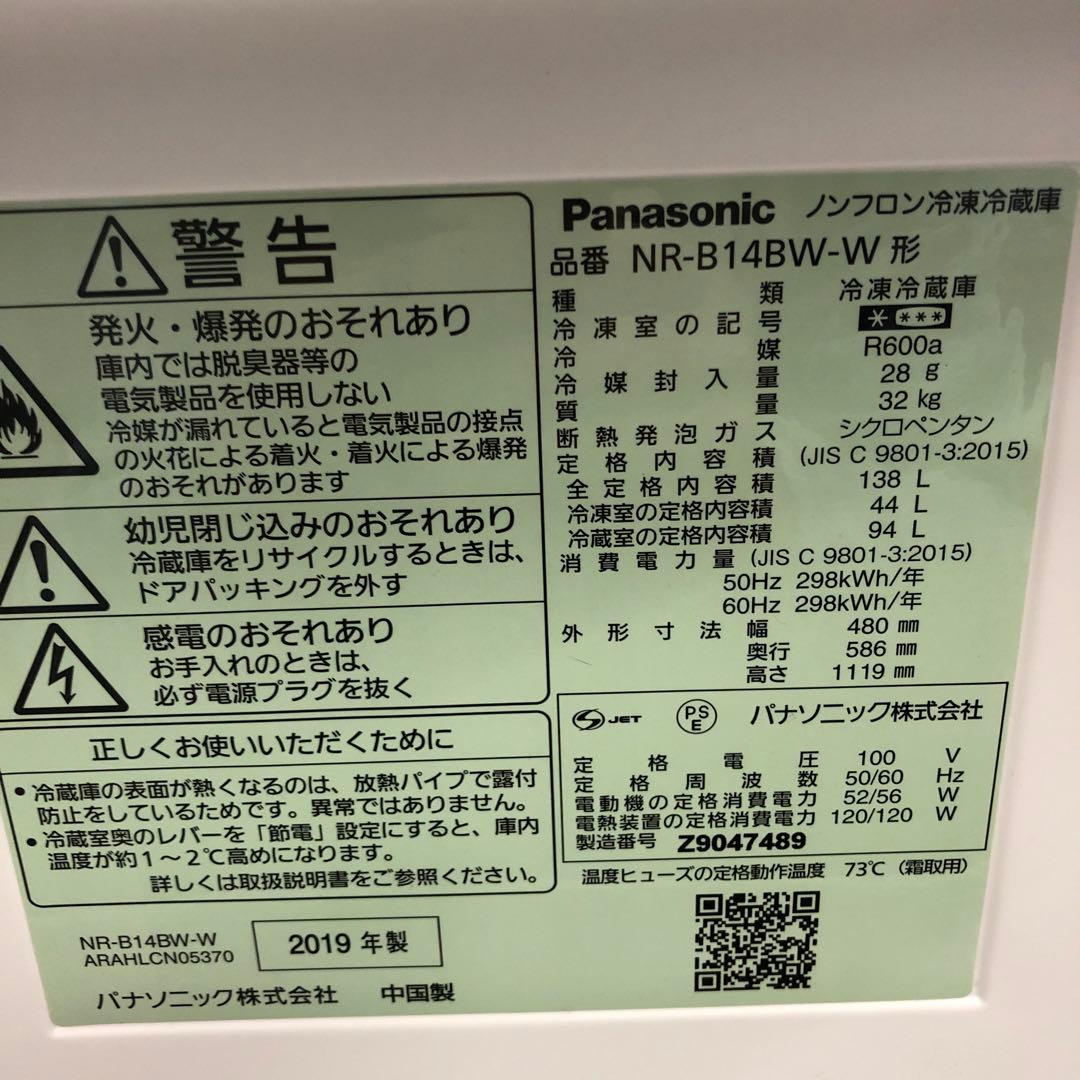 警告
発火・爆発のおそれあり
庫内では脱臭器等の
電気製品を使用しない
冷媒が漏れていると電気製品の接点
の火花による着火・着火による爆発
のおそれがあります
幼児閉じ込みのおそれあり
冷蔵庫をリサイクルするときは、
ドアパッキングを外す
感電のおそれあり
お手入れのときは、
必ず電源プラグを抜く
正しくお使いいただくために
・冷蔵庫の表面が熱くなるのは、放熱パイプで露付
防止をしているためです。異常ではありません。
・冷蔵室奥のレバーを「節電」設定にすると、庫内
温度が約1~2℃高めになります。
詳しくは取扱説明書をご参照ください。
NR-B14BW-W
ARAHLCN05370
2019 年製
パナソニック株式会社 中国製
Panasonic ノンフロン冷凍冷蔵庫
品番 NR-B14BW-W 形
種類 冷凍冷蔵庫
冷凍室の記号 * ***
冷媒 R600a
冷媒封入量 28 g
質量 32 kg
断熱発泡ガス シクロペンタン
定格内容積 (JIS C 9801-3:2015)
全定格内容積 138 L
冷凍室の定格内容積 44 L
冷蔵室の定格内容積 94 L
消費電力量 (JIS C 9801-3:2015)
50Hz 298kWh/年
60Hz 298kWh/年
外形寸法 幅 480 mm
奥行 586 mm
高さ 1119 mm
S JET PSE パナソニック株式会社
定格電圧 100 V
定格周波数 50/60 Hz
電動機の定格消費電力 52/56 W
電熱装置の定格消費電力 120/120 W
製造番号 Z9047489
温度ヒューズの定格動作温度 73℃ (霜取用)